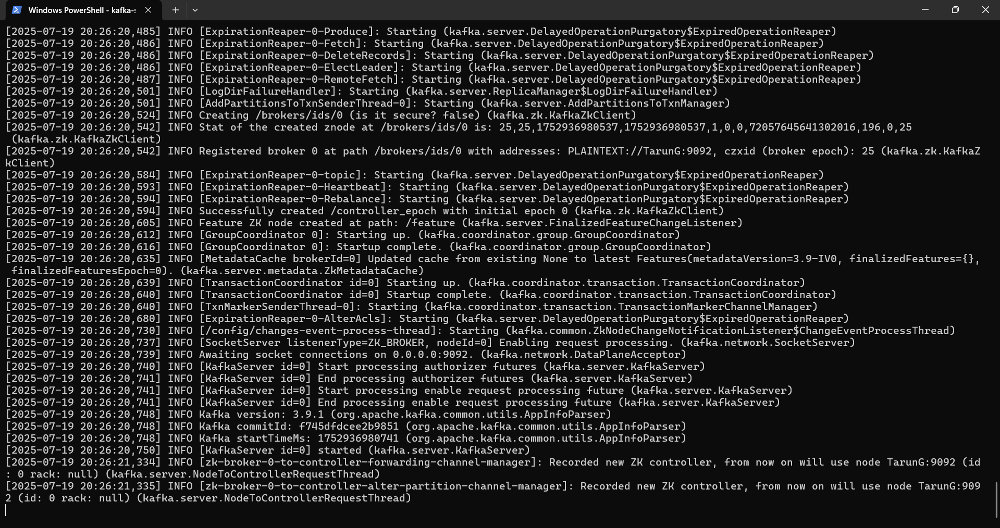 Windows PowerShell - kafka-s
[2025-07-19 20:26:20,485] INFO [ExpirationReaper-0-Produce]: Starting (kafka.server.DelayedOperationPurgatory$ExpiredOperationReaper)
[2025-07-19 20:26:20,486] INFO [ExpirationReaper-0-Fetch]: Starting (kafka.server.DelayedOperationPurgatory$ExpiredOperationReaper)
[2025-07-19 20:26:20,486] INFO [ExpirationReaper-0-DeleteRecords]: Starting (kafka.server.DelayedOperationPurgatory$ExpiredOperationReaper)
[2025-07-19 20:26:20,486] INFO [ExpirationReaper-0-ElectLeader]: Starting (kafka.server.DelayedOperationPurgatory$ExpiredOperationReaper)
[2025-07-19 20:26:20,487] INFO [ExpirationReaper-0-RemoteFetch]: Starting (kafka.server.DelayedOperationPurgatory$ExpiredOperationReaper)
[2025-07-19 20:26:20,501] INFO [LogDirFailureHandler]: Starting (kafka.server.ReplicaManager$LogDirFailureHandler)
[2025-07-19 20:26:20,501] INFO [AddPartitionsToTxnSenderThread-0]: Starting (kafka.server.AddPartitionsToTxnManager)
[2025-07-19 20:26:20,524] INFO Creating /brokers/ids/0 (is it secure? false) (kafka.zk.KafkaZkClient)
[2025-07-19 20:26:20,542] INFO Stat of the created znode at /brokers/ids/0 is: 25,25,1752936980537,1752936980537,1,0,0,72057645641302016,196,0,25
 (kafka.zk.KafkaZkClient)
[2025-07-19 20:26:20,542] INFO Registered broker 0 at path /brokers/ids/0 with addresses: PLAINTEXT://TarunG:9092, czxid (broker epoch): 25 (kafka.zk.KafkaZ
kClient)
[2025-07-19 20:26:20,584] INFO [ExpirationReaper-0-topic]: Starting (kafka.server.DelayedOperationPurgatory$ExpiredOperationReaper)
[2025-07-19 20:26:20,593] INFO [ExpirationReaper-0-Heartbeat]: Starting (kafka.server.DelayedOperationPurgatory$ExpiredOperationReaper)
[2025-07-19 20:26:20,594] INFO [ExpirationReaper-0-Rebalance]: Starting (kafka.server.DelayedOperationPurgatory$ExpiredOperationReaper)
[2025-07-19 20:26:20,594] INFO Successfully created /controller_epoch with initial epoch 0 (kafka.zk.KafkaZkClient)
[2025-07-19 20:26:20,605] INFO Feature ZK node created at path: /feature (kafka.server.FinalizedFeatureChangeListener)
[2025-07-19 20:26:20,612] INFO [GroupCoordinator 0]: Starting up. (kafka.coordinator.group.GroupCoordinator)
[2025-07-19 20:26:20,616] INFO [GroupCoordinator 0]: Startup complete. (kafka.coordinator.group.GroupCoordinator)
[2025-07-19 20:26:20,635] INFO [MetadataCache brokerId=0] Updated cache from existing None to latest Features(metadataVersion=3.9-IV0, finalizedFeatures={},
 finalizedFeaturesEpoch=0). (kafka.server.metadata.ZkMetadataCache)
[2025-07-19 20:26:20,639] INFO [TransactionCoordinator id=0] Starting up. (kafka.coordinator.transaction.TransactionCoordinator)
[2025-07-19 20:26:20,640] INFO [TransactionCoordinator id=0] Startup complete. (kafka.coordinator.transaction.TransactionCoordinator)
[2025-07-19 20:26:20,640] INFO [TxnMarkerSenderThread-0]: Starting (kafka.coordinator.transaction.TransactionMarkerChannelManager)
[2025-07-19 20:26:20,680] INFO [ExpirationReaper-0-AlterAcls]: Starting (kafka.server.DelayedOperationPurgatory$ExpiredOperationReaper)
[2025-07-19 20:26:20,730] INFO [/config/changes-event-process-thread]: Starting (kafka.common.ZkNodeChangeNotificationListener$ChangeEventProcessThread)
[2025-07-19 20:26:20,737] INFO [SocketServer listenerType=ZK_BROKER, nodeId=0] Enabling request processing. (kafka.network.SocketServer)
[2025-07-19 20:26:20,739] INFO Awaiting socket connections on 0.0.0.0:9092. (kafka.network.DataPlaneAcceptor)
[2025-07-19 20:26:20,740] INFO [KafkaServer id=0] Start processing authorizer futures (kafka.server.KafkaServer)
[2025-07-19 20:26:20,741] INFO [KafkaServer id=0] End processing authorizer futures (kafka.server.KafkaServer)
[2025-07-19 20:26:20,741] INFO [KafkaServer id=0] Start processing enable request processing future (kafka.server.KafkaServer)
[2025-07-19 20:26:20,741] INFO [KafkaServer id=0] End processing enable request processing future (kafka.server.KafkaServer)
[2025-07-19 20:26:20,748] INFO Kafka version: 3.9.1 (org.apache.kafka.common.utils.AppInfoParser)
[2025-07-19 20:26:20,748] INFO Kafka commitId: f745dfdcee2b9851 (org.apache.kafka.common.utils.AppInfoParser)
[2025-07-19 20:26:20,748] INFO Kafka startTimeMs: 1752936980741 (org.apache.kafka.common.utils.AppInfoParser)
[2025-07-19 20:26:20,750] INFO [KafkaServer id=0] started (kafka.server.KafkaServer)
[2025-07-19 20:26:21,334] INFO [zk-broker-0-to-controller-forwarding-channel-manager]: Recorded new ZK controller, from now on will use node TarunG:9092 (id
: 0 rack: null) (kafka.server.NodeToControllerRequestThread)
[2025-07-19 20:26:21,335] INFO [zk-broker-0-to-controller-alter-partition-channel-manager]: Recorded new ZK controller, from now on will use node TarunG:909
2 (id: 0 rack: null) (kafka.server.NodeToControllerRequestThread)